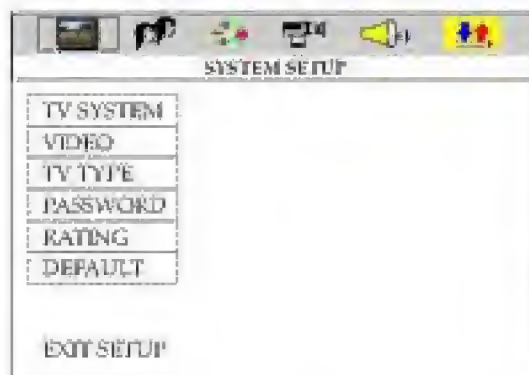 SYSTEM SETUP
TV SYSTEM
VIDEO
TV TYPE
PASSWORD
RATING
DEFAULT
EXIT SETUP